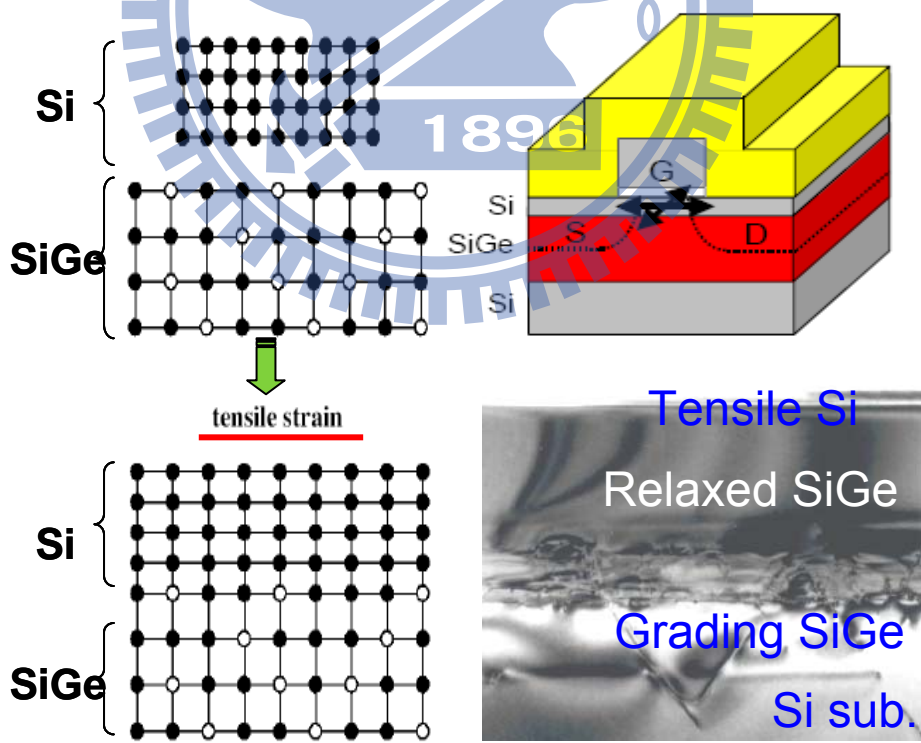 Si
1896
SiGe
G
Si
SiGe
S
D
Si
tensile strain
Si
SiGe
Tensile Si
Relaxed SiGe
Grading SiGe
Si sub.